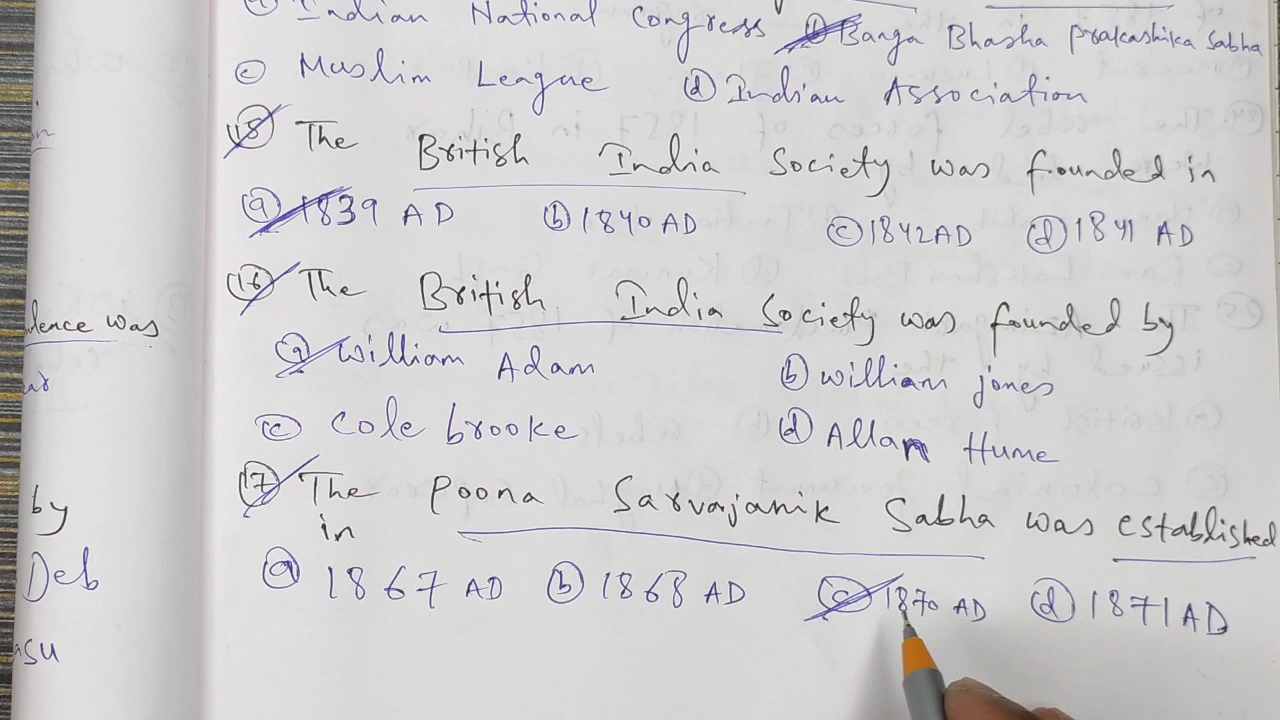 Indian National Congress (b) Banga Bhasha prakashika Sabha
(c) Muslim League (d) Indian Association
(15) The British India Society was founded in
(a) 1839 AD (b) 1840 AD (c) 1842 AD (d) 1841 AD
(16) The British India Society was founded by
(a) William Adam (b) william jones
(c) Cole brooke (d) Allan Hume
(17) The Poona Sarvajanik Sabha was established
in
(a) 1867 AD (b) 1868 AD (c) 1870 AD (d) 1871 AD
dence was
by
Deb
asu